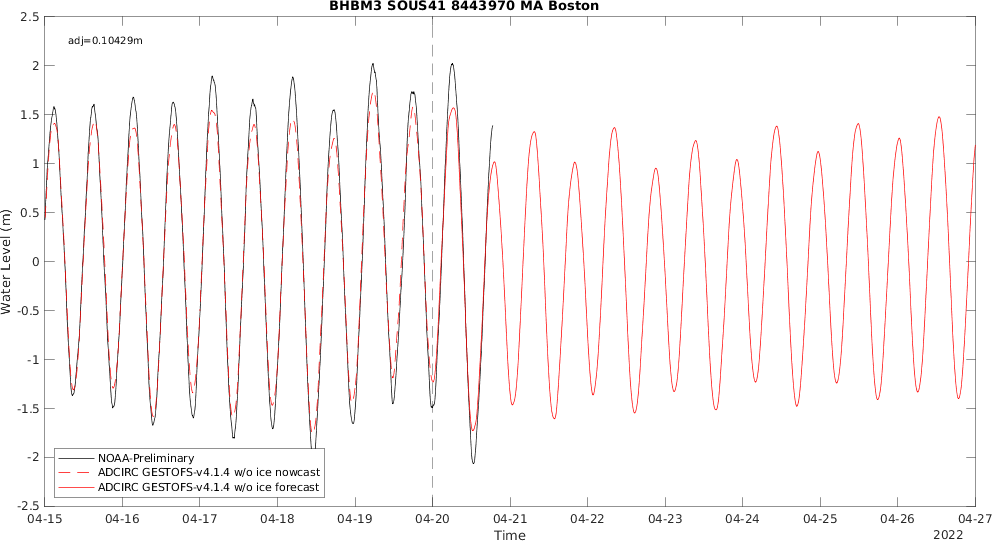 BHBM3 SOUS41 8443970 MA Boston
adj=0.10429m
2.5
2
1.5
1
0.5
0
-0.5
-1
-1.5
-2
-2.5
Water Level (m)
NOAA-Preliminary
ADCIRC GESTOFS-v4.1.4 w/o ice nowcast
ADCIRC GESTOFS-v4.1.4 w/o ice forecast
04-15 04-16 04-17 04-18 04-19 04-20 04-21 04-22 04-23 04-24 04-25 04-26 04-27
Time
2022